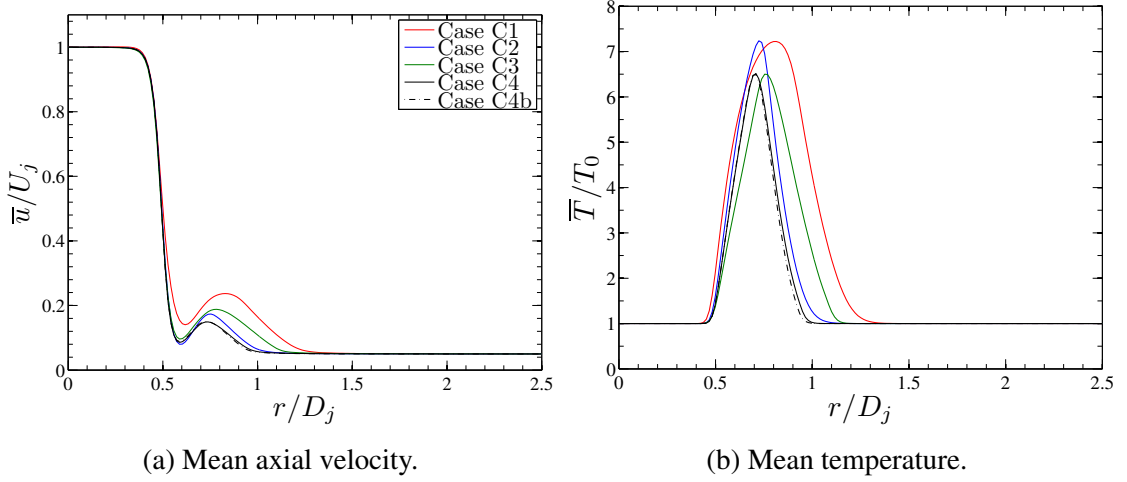 1
0.8
0.6
0.4
0.2
0
u̅/U_j
0 0.5 1 1.5 2 2.5
r/D_j
Case C1
Case C2
Case C3
Case C4
Case C4b
(a) Mean axial velocity.
8
7
6
5
4
3
2
1
0
T̅/T_0
0 0.5 1 1.5 2 2.5
r/D_j
(b) Mean temperature.